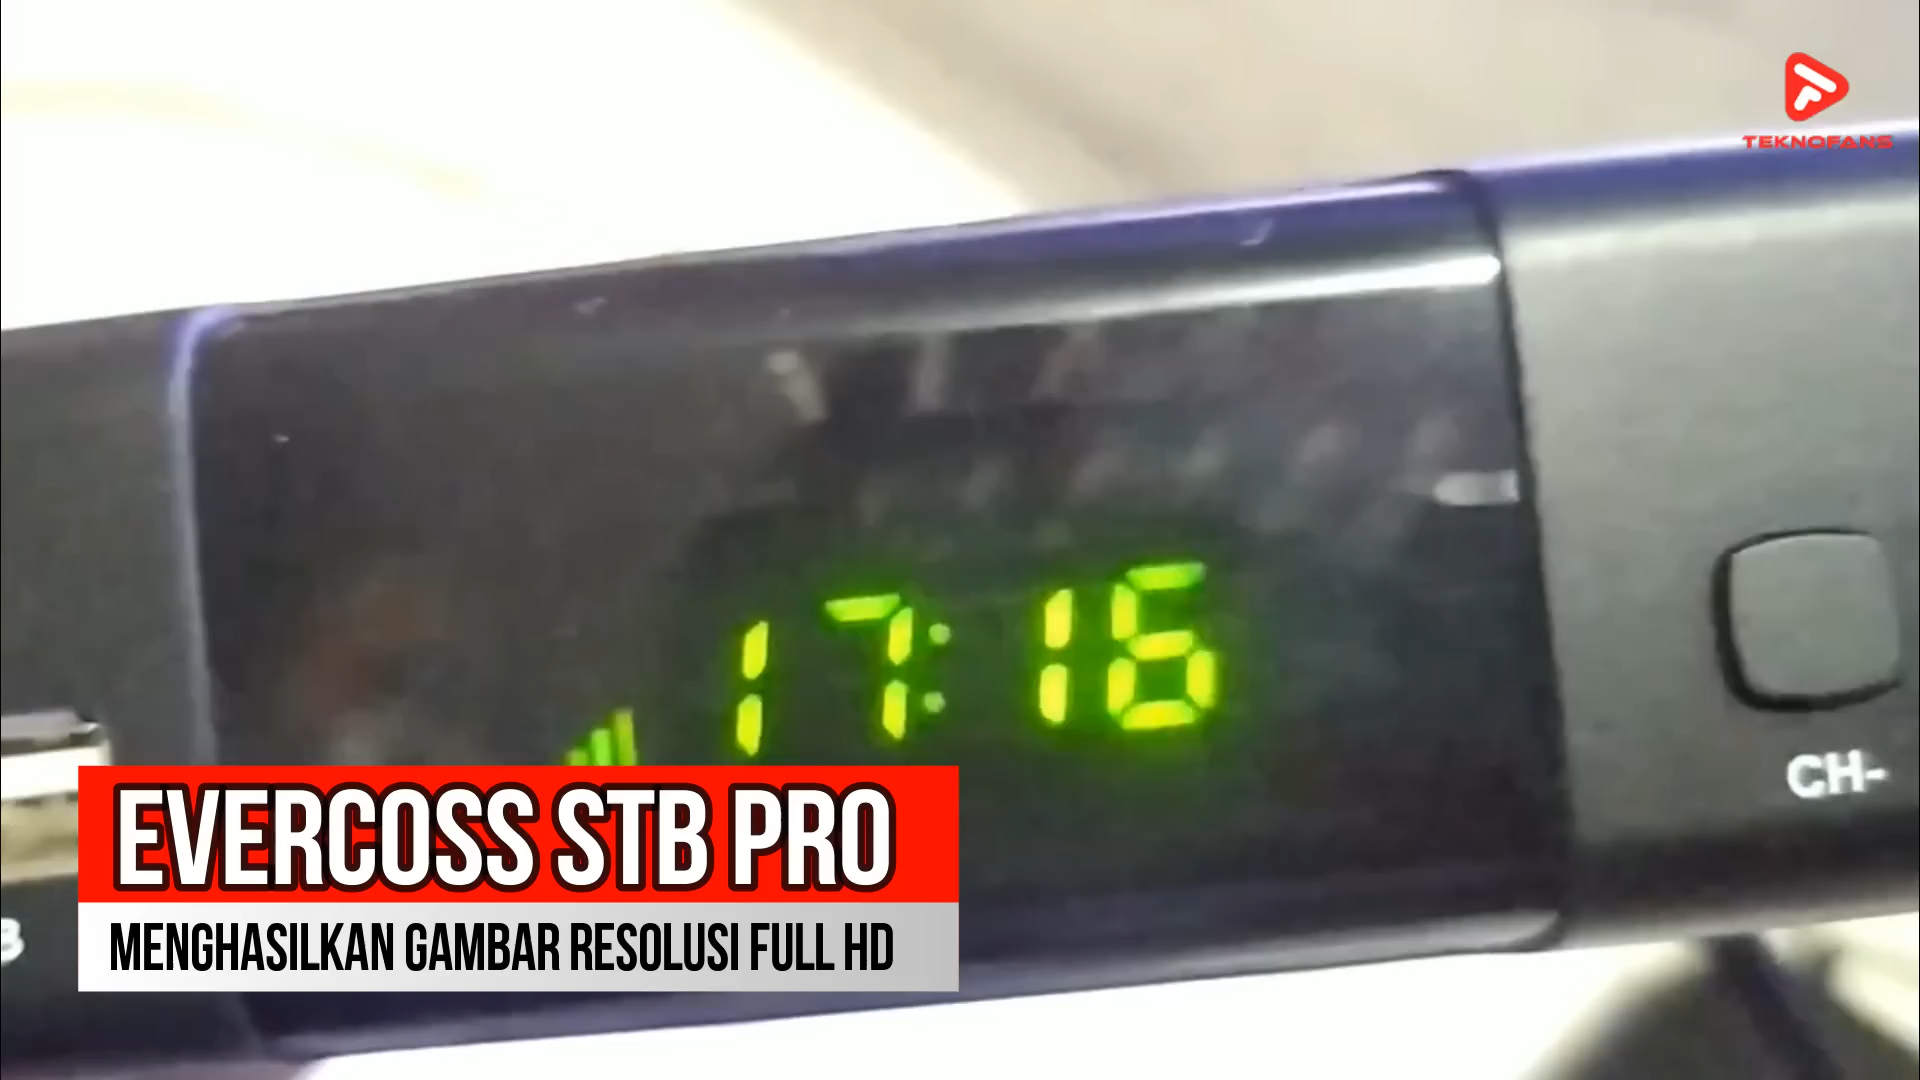 TEKNOFANS
17:16
CH-
EVERCOSS STB PRO
MENGHASILKAN GAMBAR RESOLUSI FULL HD